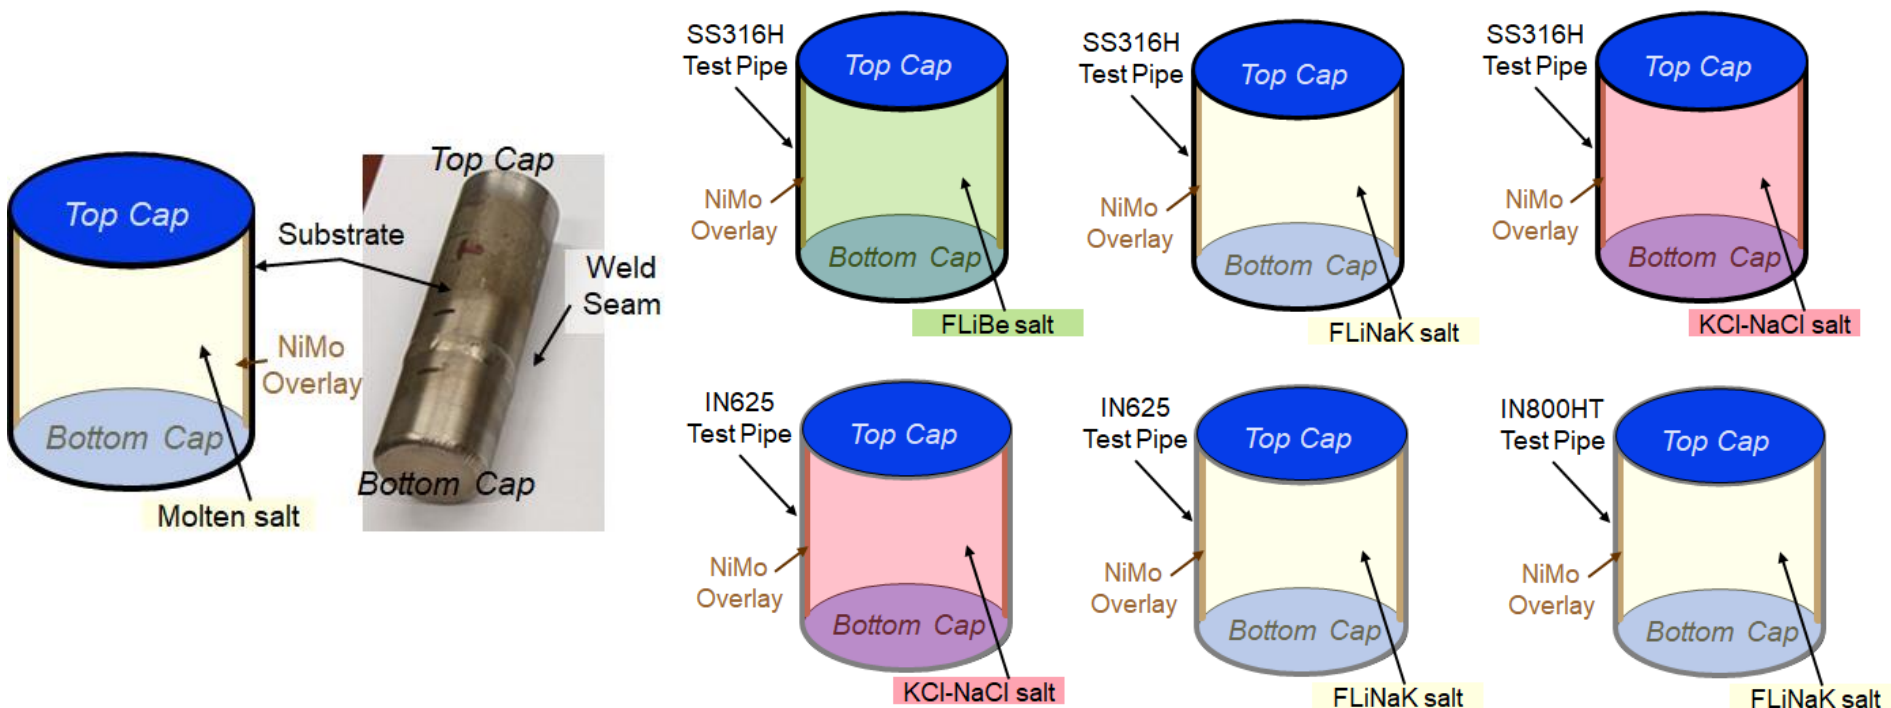 Top Cap
Substrate
NiMo
Overlay
Bottom Cap
Molten salt
Top Cap
Weld
Seam
Bottom Cap
SS316H
Test Pipe
Top Cap
NiMo
Overlay
Bottom Cap
FLiBe salt
SS316H
Test Pipe
Top Cap
NiMo
Overlay
Bottom Cap
FLiNaK salt
SS316H
Test Pipe
Top Cap
NiMo
Overlay
Bottom Cap
KCl-NaCl salt
IN625
Test Pipe
Top Cap
NiMo
Overlay
Bottom Cap
KCl-NaCl salt
IN625
Test Pipe
Top Cap
NiMo
Overlay
Bottom Cap
FLiNaK salt
IN800HT
Test Pipe
Top Cap
NiMo
Overlay
Bottom Cap
FLiNaK salt